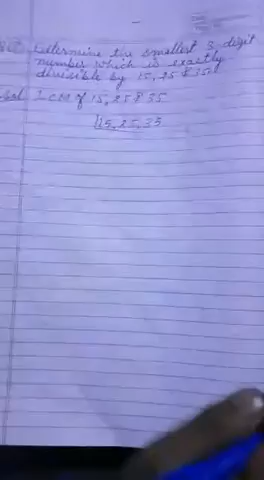 Determine the smallest 3 digit
number which is exactly
divisible by 15, 25 & 35.
Sol LCM of 15, 25 & 35
15, 25, 35